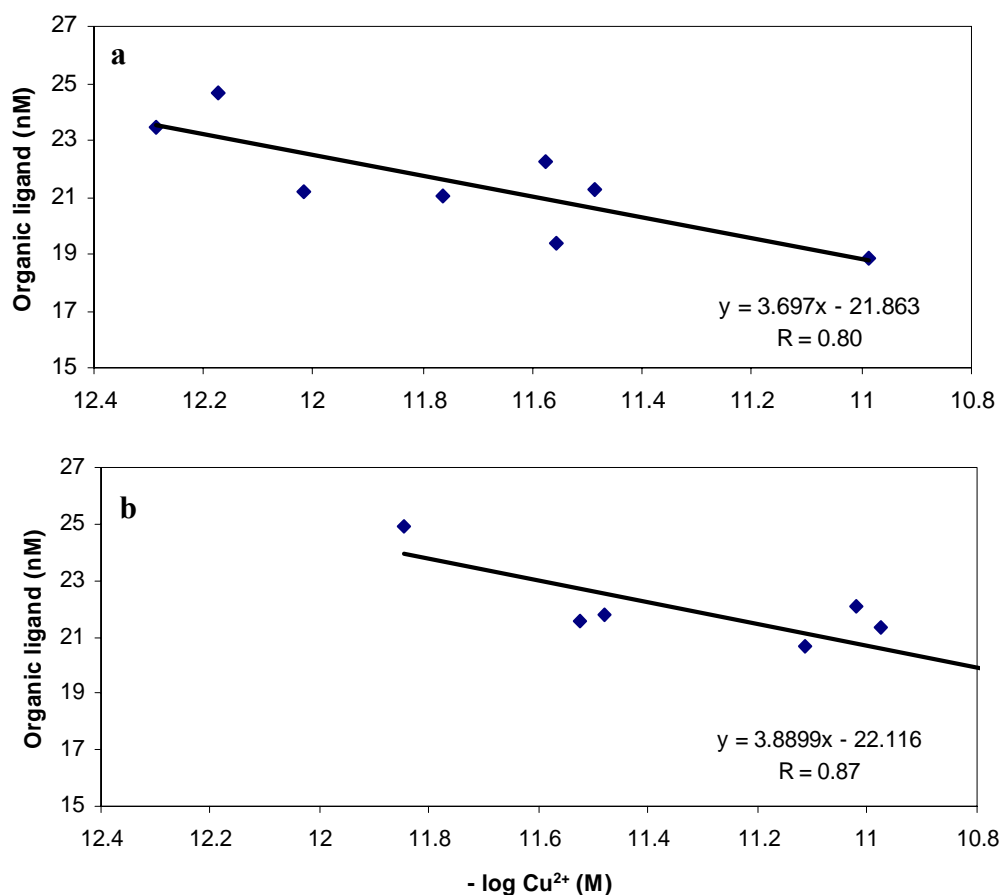 27
a
25
23
21
19
17
15
Organic ligand (nM)
y = 3.697x - 21.863
R = 0.80
12.4 12.2 12 11.8 11.6 11.4 11.2 11 10.8
27
b
25
23
21
19
17
15
Organic ligand (nM)
y = 3.8899x - 22.116
R = 0.87
12.4 12.2 12 11.8 11.6 11.4 11.2 11 10.8
- log Cu²⁺ (M)